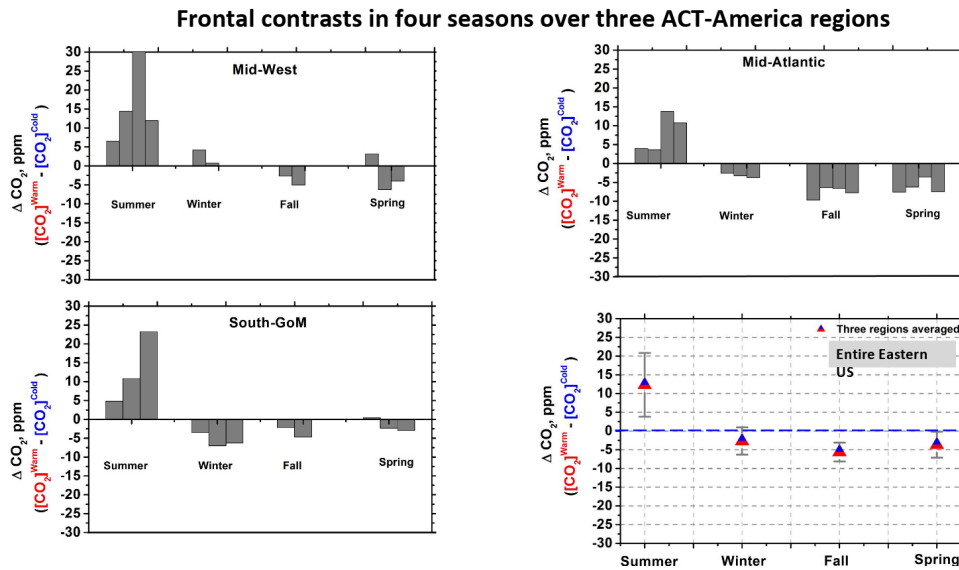 Frontal contrasts in four seasons over three ACT-America regions
Δ CO₂, ppm
([CO₂]^Warm - [CO₂]^Cold)
30
25
20
15
10
5
0
-5
-10
-15
-20
-25
-30
Mid-West
Summer
Winter
Fall
Spring
Δ CO₂, ppm
([CO₂]^Warm - [CO₂]^Cold)
30
25
20
15
10
5
0
-5
-10
-15
-20
-25
-30
Mid-Atlantic
Summer
Winter
Fall
Spring
Δ CO₂, ppm
([CO₂]^Warm - [CO₂]^Cold)
30
25
20
15
10
5
0
-5
-10
-15
-20
-25
-30
South-GoM
Summer
Winter
Fall
Spring
Δ CO₂, ppm
([CO₂]^Warm - [CO₂]^Cold)
30
25
20
15
10
5
0
-5
-10
-15
-20
-25
-30
Three regions averaged
Entire Eastern
US
Summer
Winter
Fall
Spring